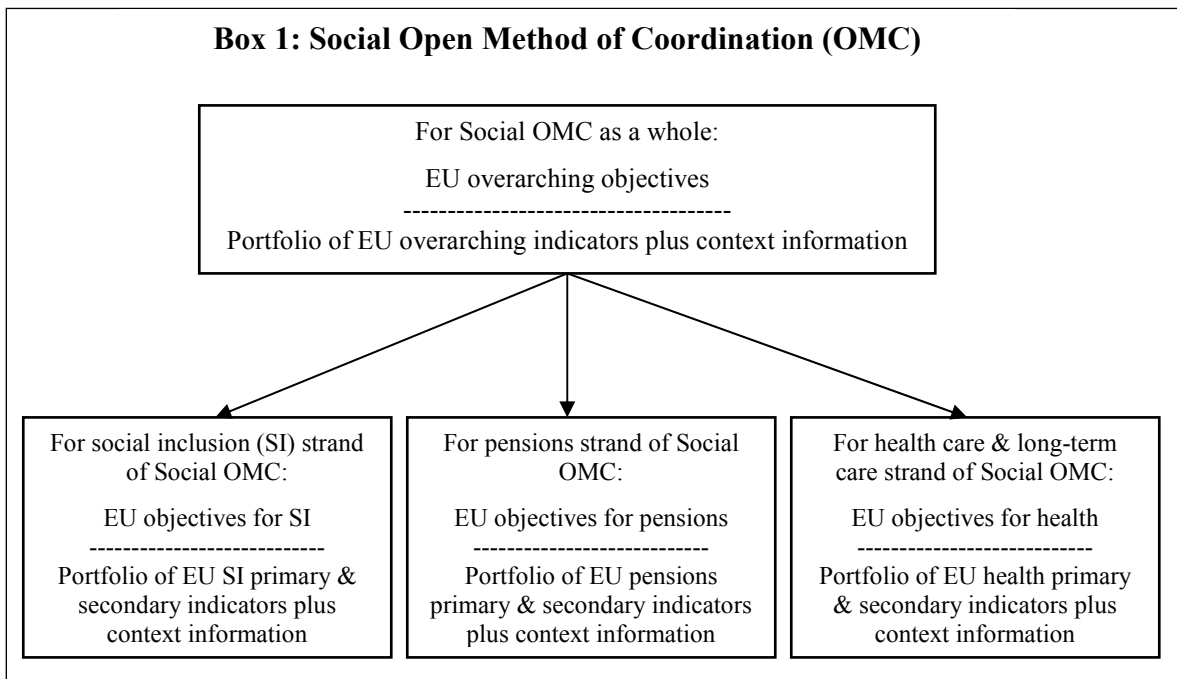 Box 1: Social Open Method of Coordination (OMC)
For Social OMC as a whole:
EU overarching objectives
-------------------------------------
Portfolio of EU overarching indicators plus context information
For social inclusion (SI) strand
of Social OMC:
EU objectives for SI
----------------------------
Portfolio of EU SI primary &
secondary indicators plus
context information
For pensions strand of Social
OMC:
EU objectives for pensions
----------------------------
Portfolio of EU pensions
primary & secondary indicators
plus context information
For health care & long-term
care strand of Social OMC:
EU objectives for health
----------------------------
Portfolio of EU health primary
& secondary indicators plus
context information